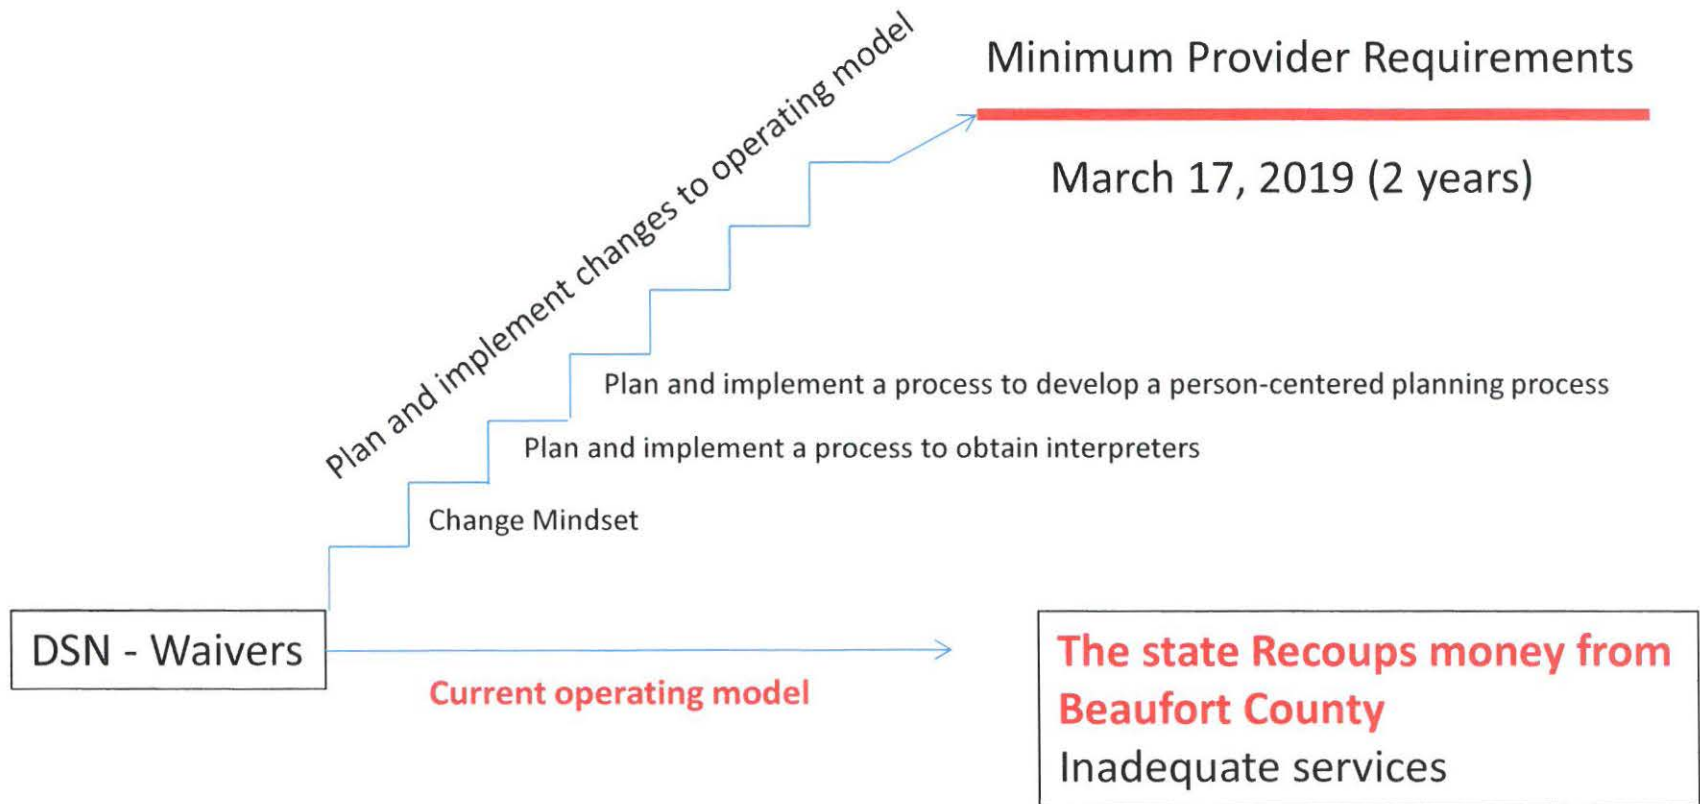 Minimum Provider Requirements
March 17, 2019 (2 years)
Plan and implement changes to operating model
Plan and implement a process to develop a person-centered planning process
Plan and implement a process to obtain interpreters
Change Mindset
DSN - Waivers
Current operating model
The state Recoups money from
Beaufort County
Inadequate services